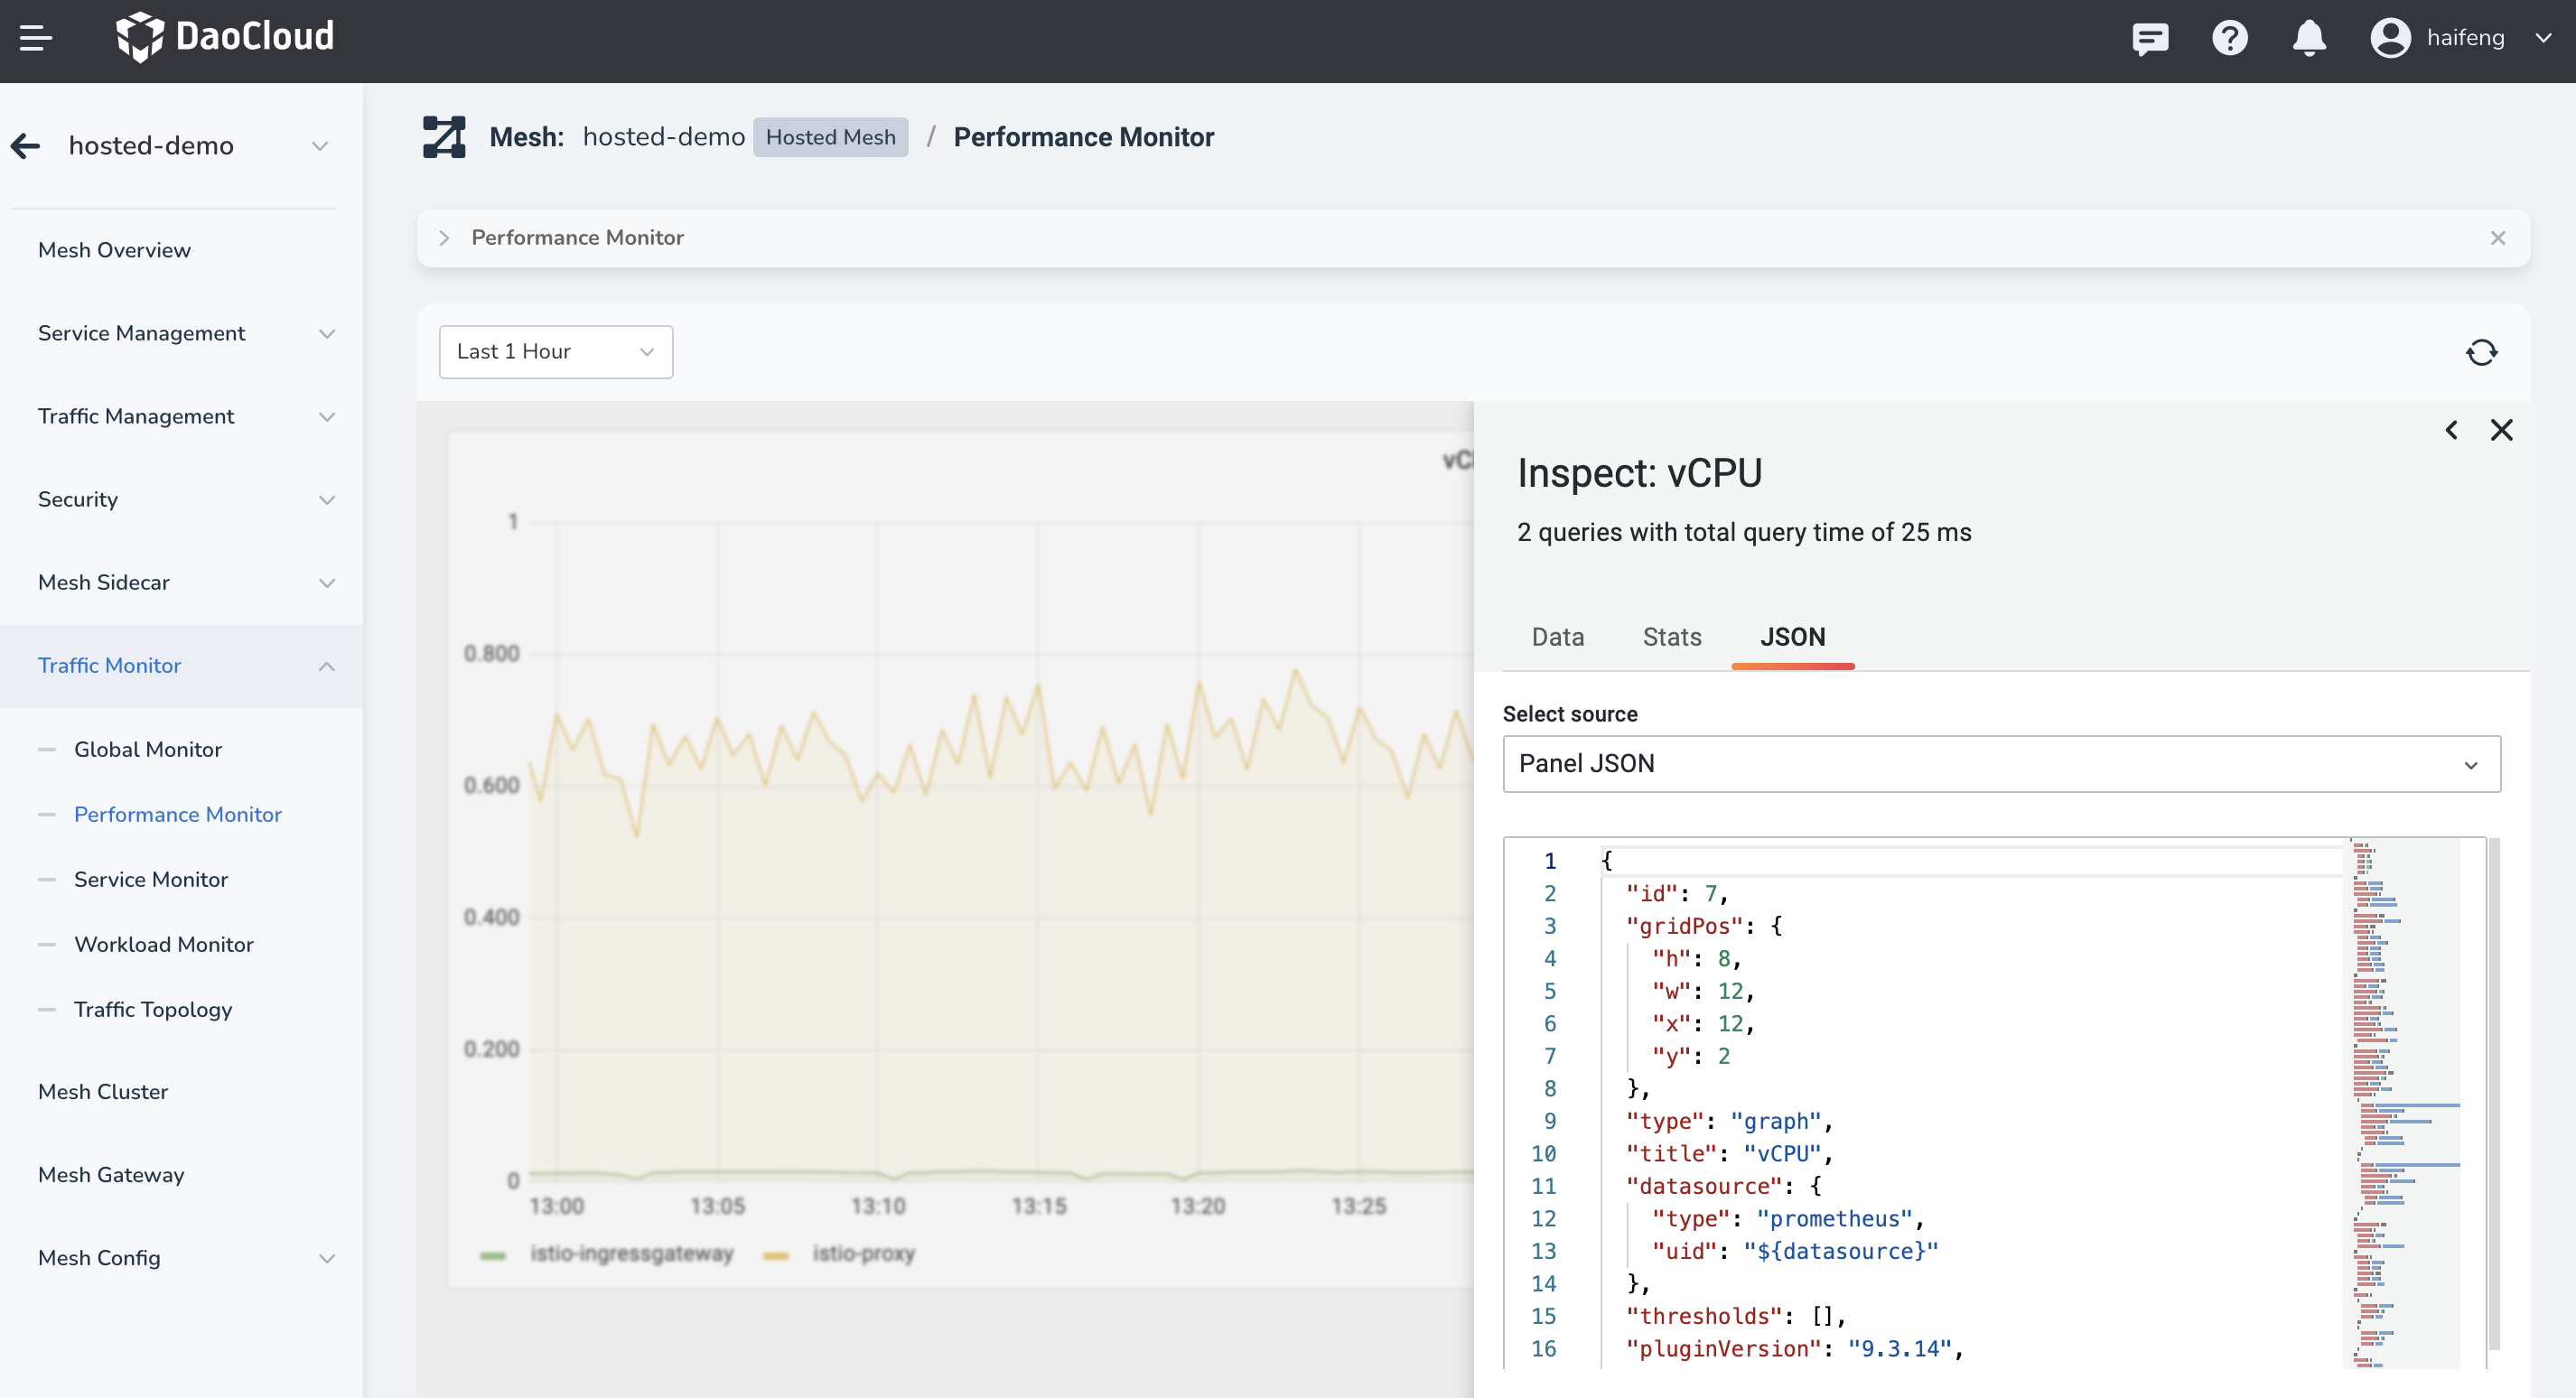 DaoCloud
haifeng
hosted-demo
Mesh: hosted-demo Hosted Mesh / Performance Monitor
Mesh Overview
Service Management
Traffic Management
Security
Mesh Sidecar
Traffic Monitor
Global Monitor
Performance Monitor
Service Monitor
Workload Monitor
Traffic Topology
Mesh Cluster
Mesh Gateway
Mesh Config
Performance Monitor
Last 1 Hour
1
0.800
0.600
0.400
0.200
0
13:00 13:05 13:10 13:15 13:20 13:25
istio-ingressgateway istio-proxy
Inspect: vCPU
2 queries with total query time of 25 ms
Data Stats JSON
Select source
Panel JSON
1 {
2 "id": 7,
3 "gridPos": {
4 "h": 8,
5 "w": 12,
6 "x": 12,
7 "y": 2
8 },
9 "type": "graph",
10 "title": "vCPU",
11 "datasource": {
12 "type": "prometheus",
13 "uid": "${datasource}"
14 },
15 "thresholds": [],
16 "pluginVersion": "9.3.14",